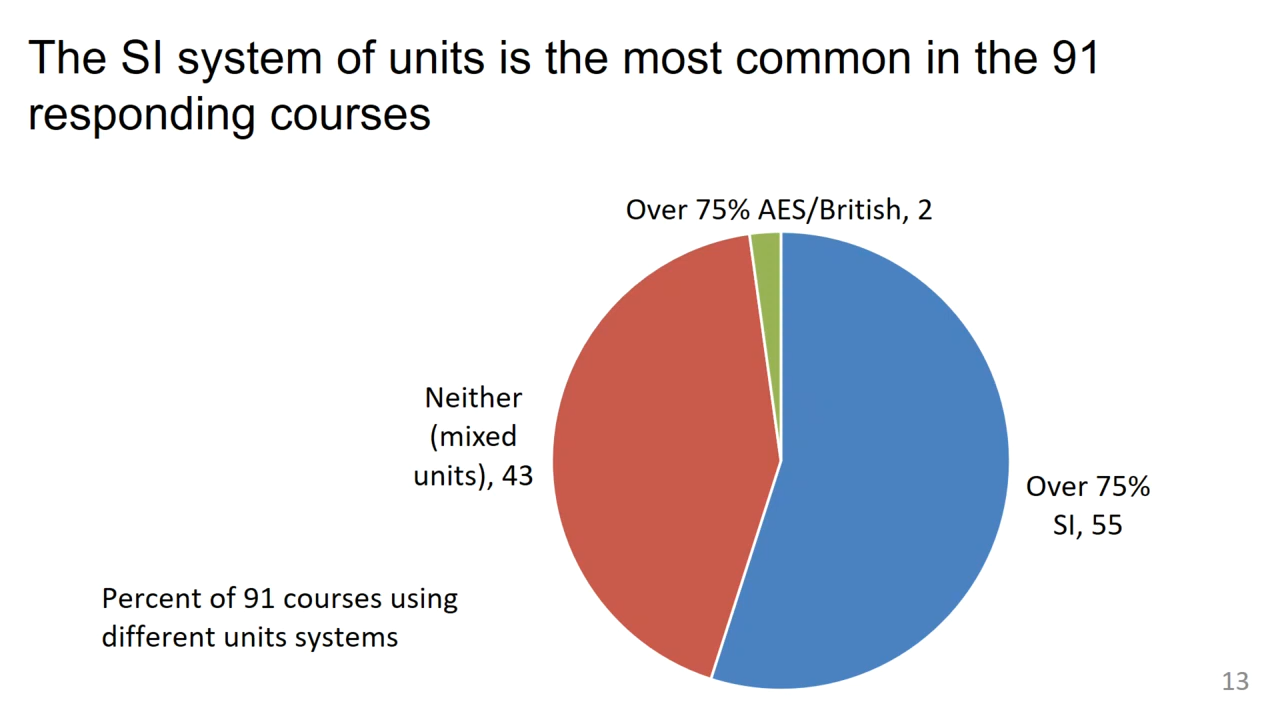 The SI system of units is the most common in the 91
responding courses
Over 75% AES/British, 2
Neither
(mixed
units), 43
Over 75%
SI, 55
Percent of 91 courses using
different units systems
13